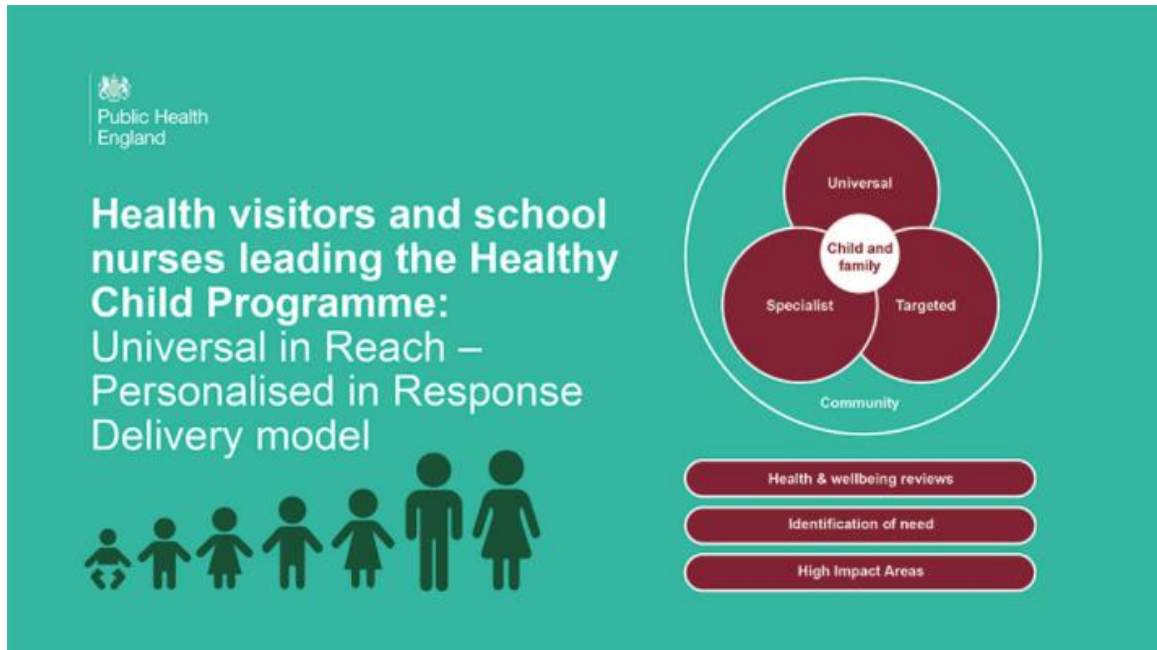 Public Health
England
Health visitors and school
nurses leading the Healthy
Child Programme:
Universal in Reach –
Personalised in Response
Delivery model
Universal
Child and
family
Specialist
Targeted
Community
Health & wellbeing reviews
Identification of need
High Impact Areas